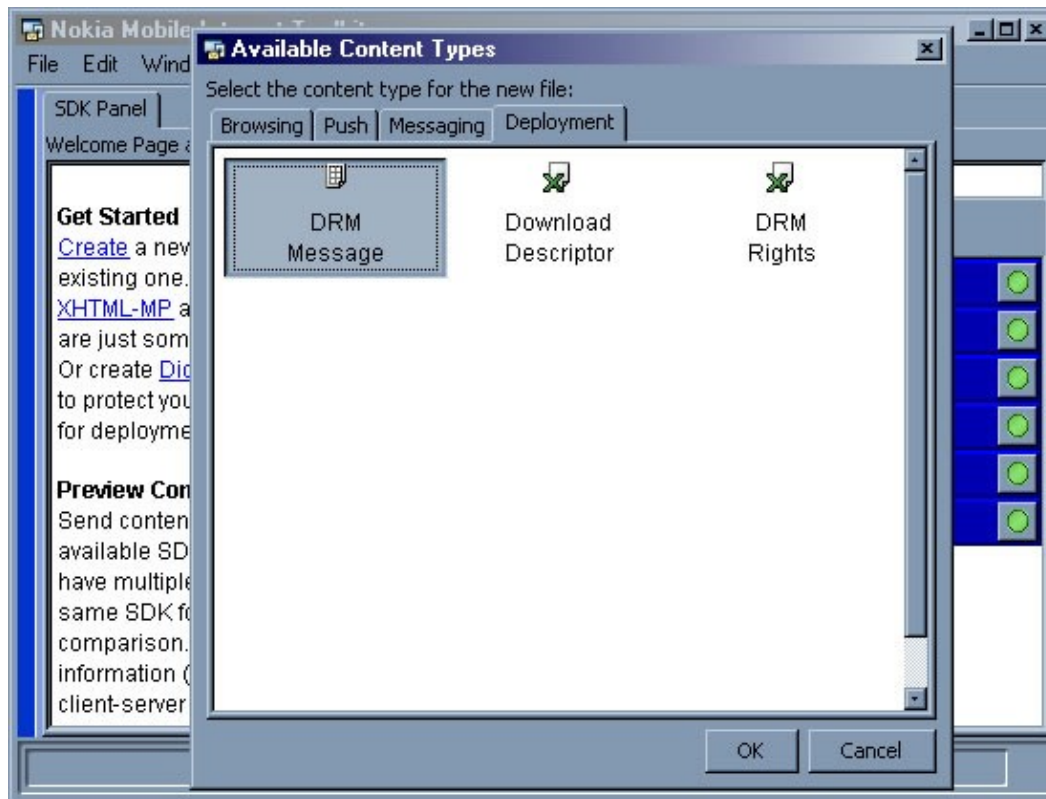 Nokia Mobile
File Edit Wind
SDK Panel
Welcome Page
Get Started
Create a new
existing one.
XHTML-MP a
are just som
Or create Dic
to protect you
for deployme
Preview Con
Send conten
available SD
have multiple
same SDK fo
comparison.
information (
client-server
Available Content Types
Select the content type for the new file:
Browsing Push Messaging Deployment
DRM Message
Download Descriptor
DRM Rights
OK Cancel